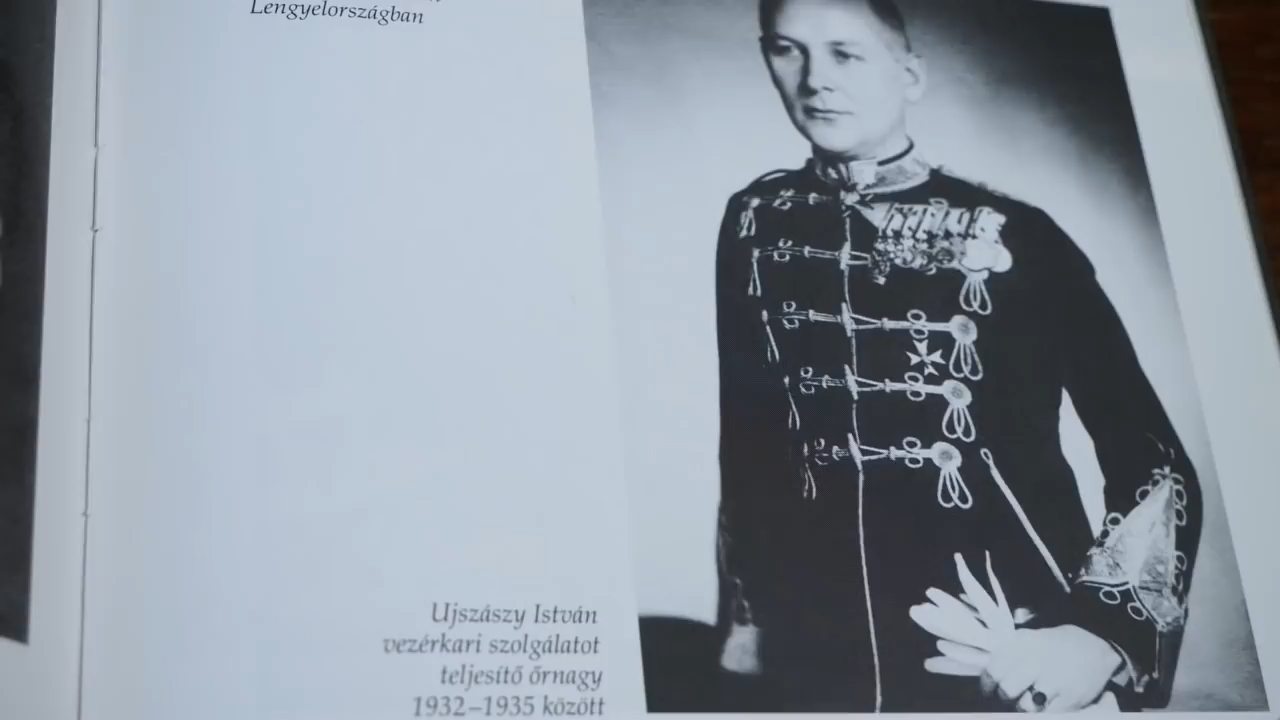 Lengyelországban
Ujszászy István
vezérkari szolgálatot
teljesítő őrnagy
1932–1935 között